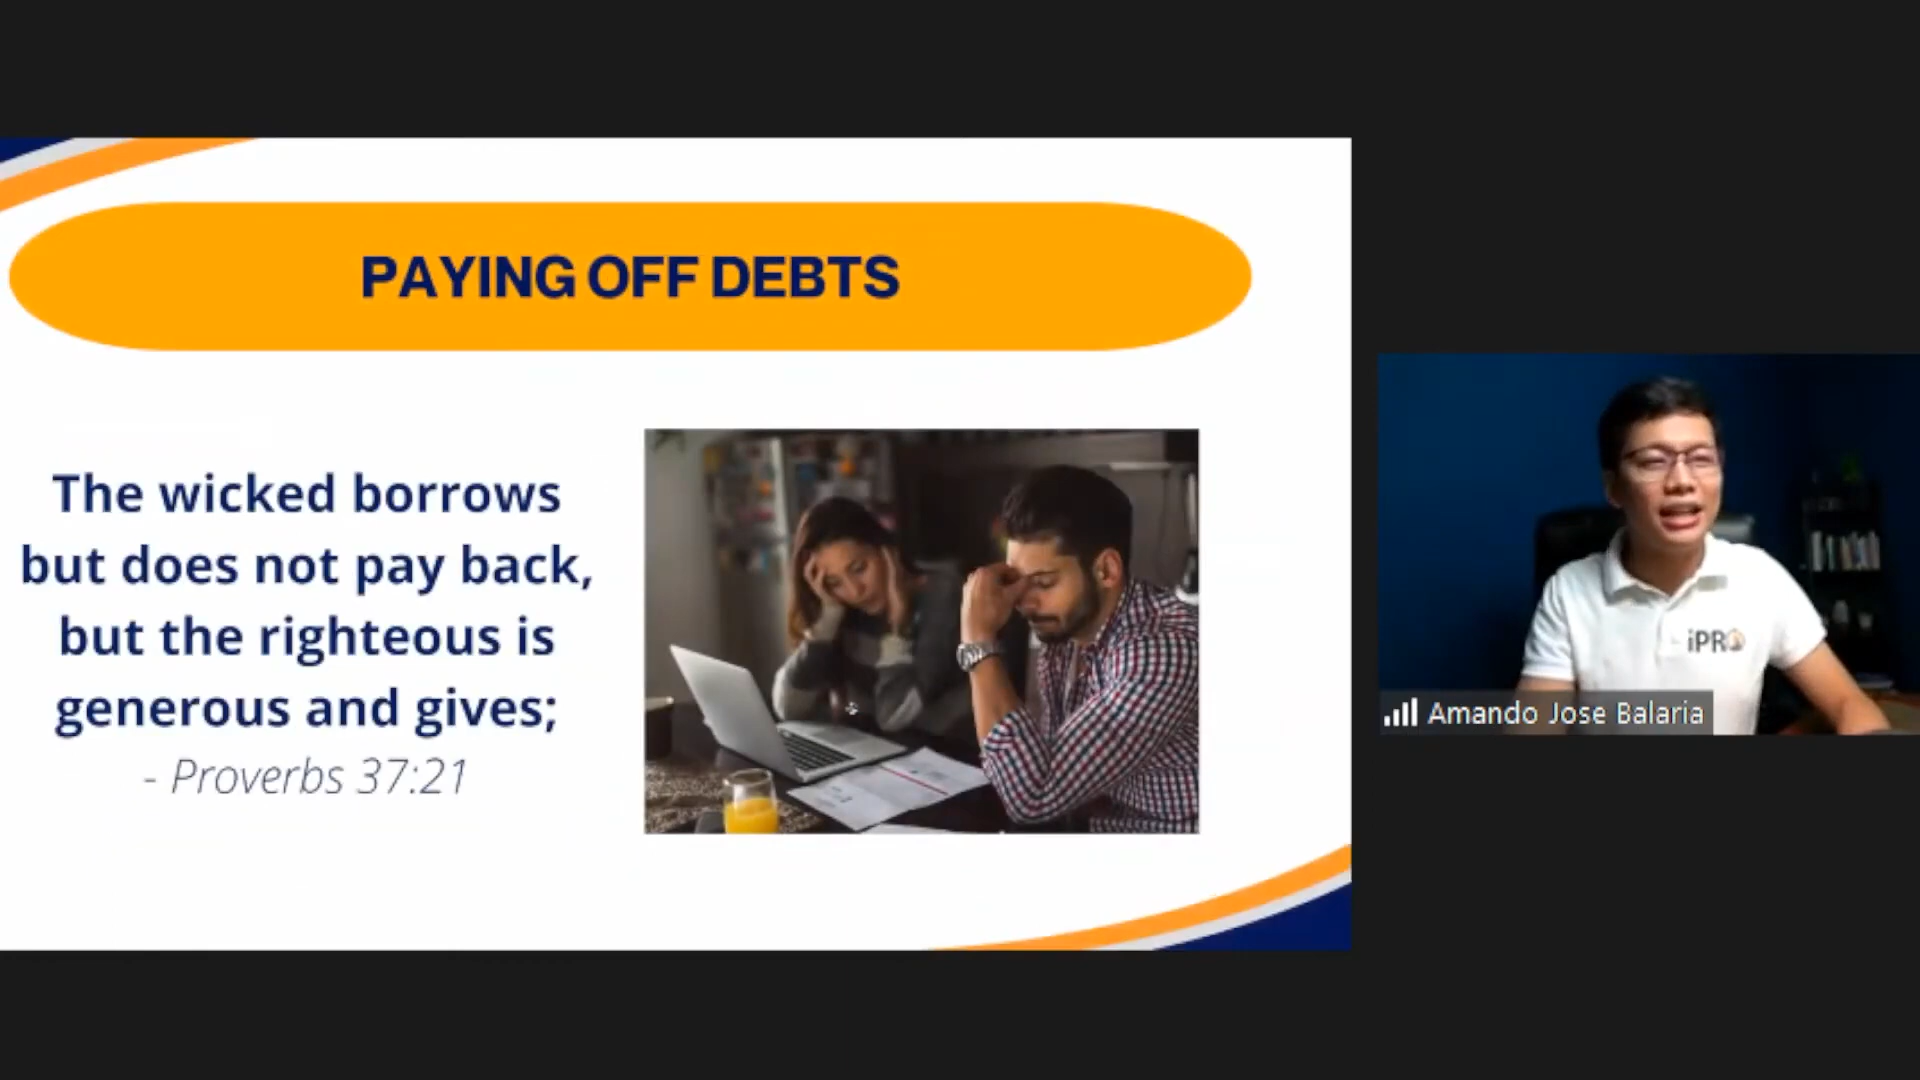 PAYING OFF DEBTS
The wicked borrows
but does not pay back,
but the righteous is
generous and gives;
- Proverbs 37:21
iPRO
Amando Jose Balaria